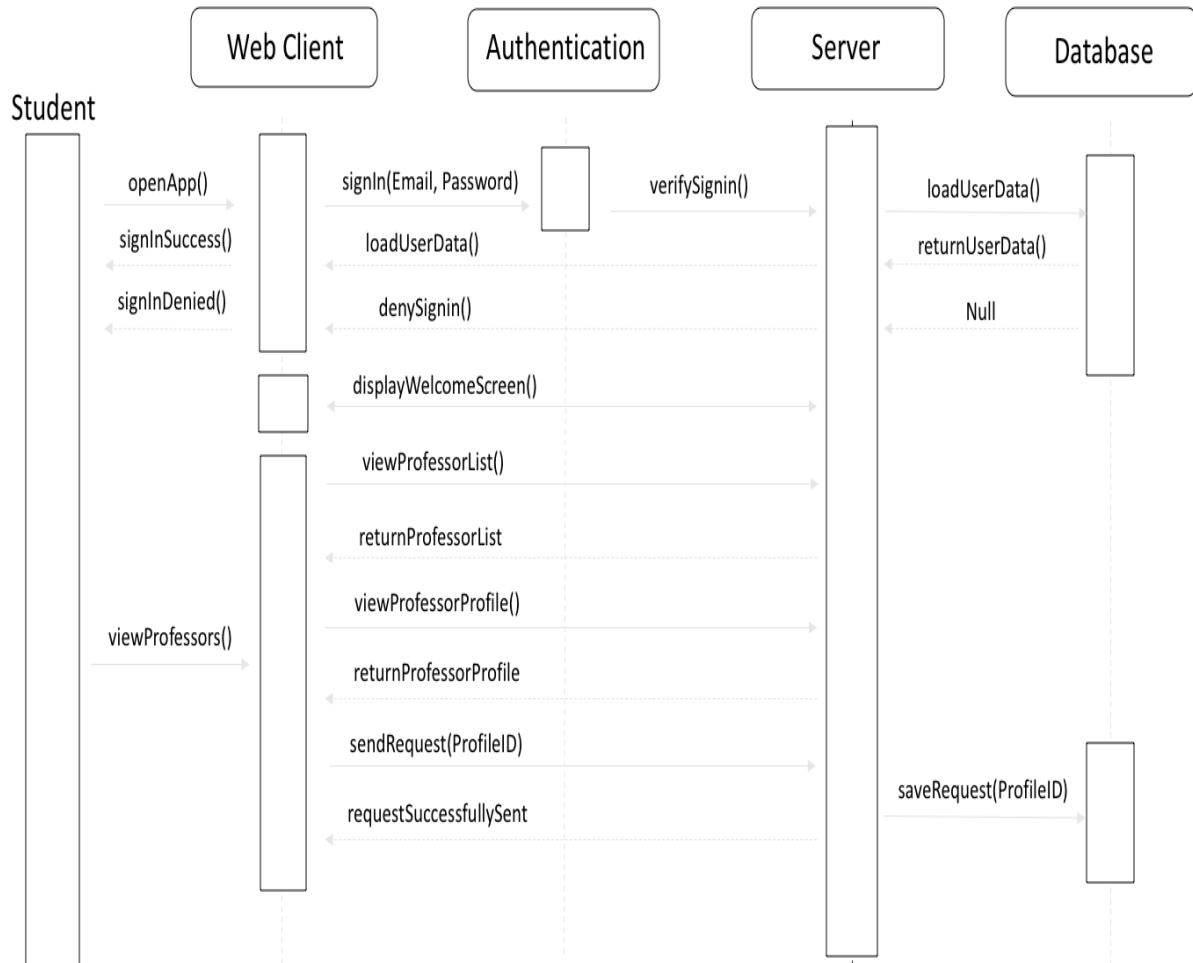 Web Client
Authentication
Server
Database
Student
openApp()
signIn(Email, Password)
verifySignin()
loadUserData()
signInSuccess()
loadUserData()
returnUserData()
signInDenied()
denySignin()
Null
displayWelcomeScreen()
viewProfessorList()
returnProfessorList
viewProfessorProfile()
viewProfessors()
returnProfessorProfile
sendRequest(ProfileID)
saveRequest(ProfileID)
requestSuccessfullySent